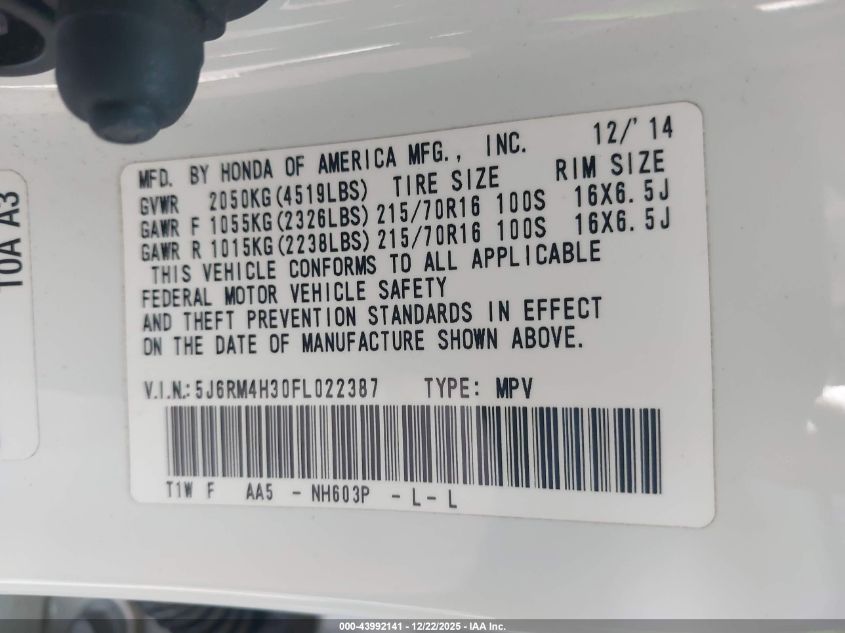 MFD. BY HONDA OF AMERICA MFG., INC. 12/'14
GVWR 2050KG(4519LBS) TIRE SIZE RIM SIZE
GAWR F 1055KG(2326LBS) 215/70R16 100S 16X6.5J
GAWR R 1015KG(2238LBS) 215/70R16 100S 16X6.5J
THIS VEHICLE CONFORMS TO ALL APPLICABLE
FEDERAL MOTOR VEHICLE SAFETY
AND THEFT PREVENTION STANDARDS IN EFFECT
ON THE DATE OF MANUFACTURE SHOWN ABOVE.
V.I.N.: 5J6RM4H30FL022387 TYPE: MPV
T1W F AA5 - NH603P - L - L
10A A3
000-43992141 - 12/22/2025 - IAA Inc.